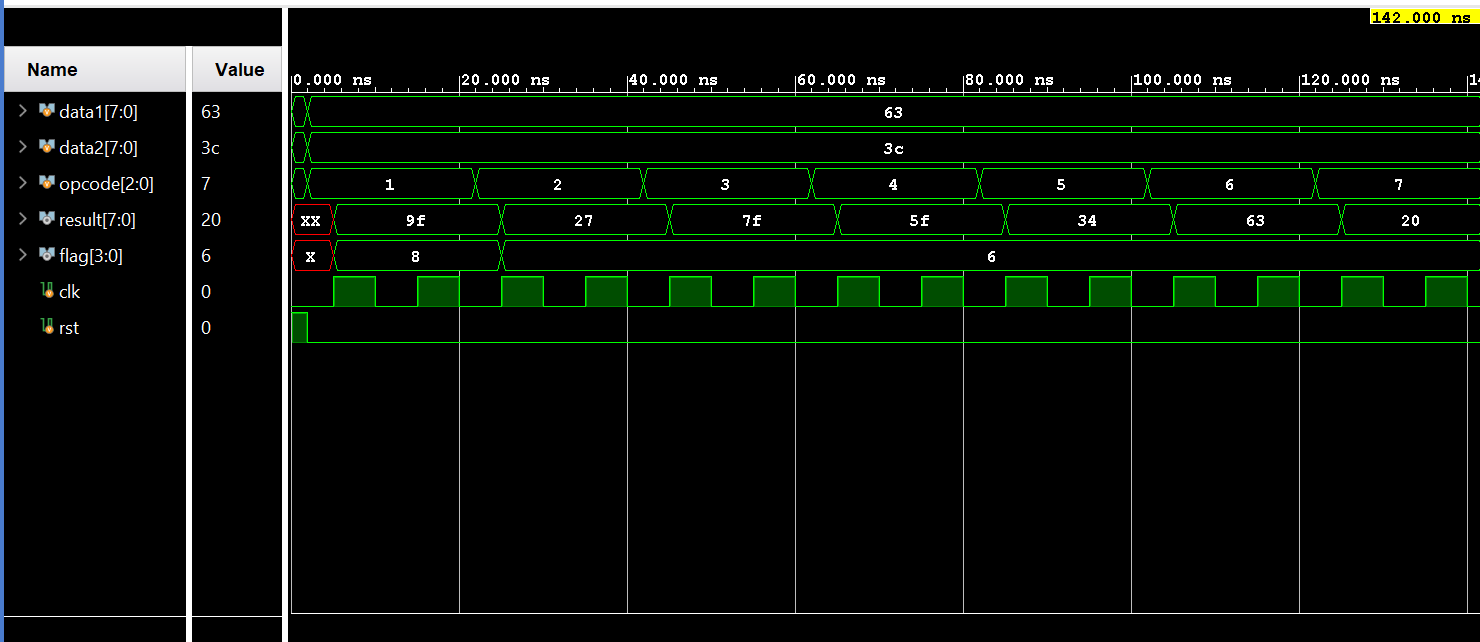 142.000 ns
Name Value
0.000 ns 20.000 ns 40.000 ns 60.000 ns 80.000 ns 100.000 ns 120.000 ns 14
data1[7:0] 63 63
data2[7:0] 3c 3c
opcode[2:0] 7 1 2 3 4 5 6 7
result[7:0] 20 XX 9f 27 7f 5f 34 63 20
flag[3:0] 6 X 8 6
clk 0
rst 0